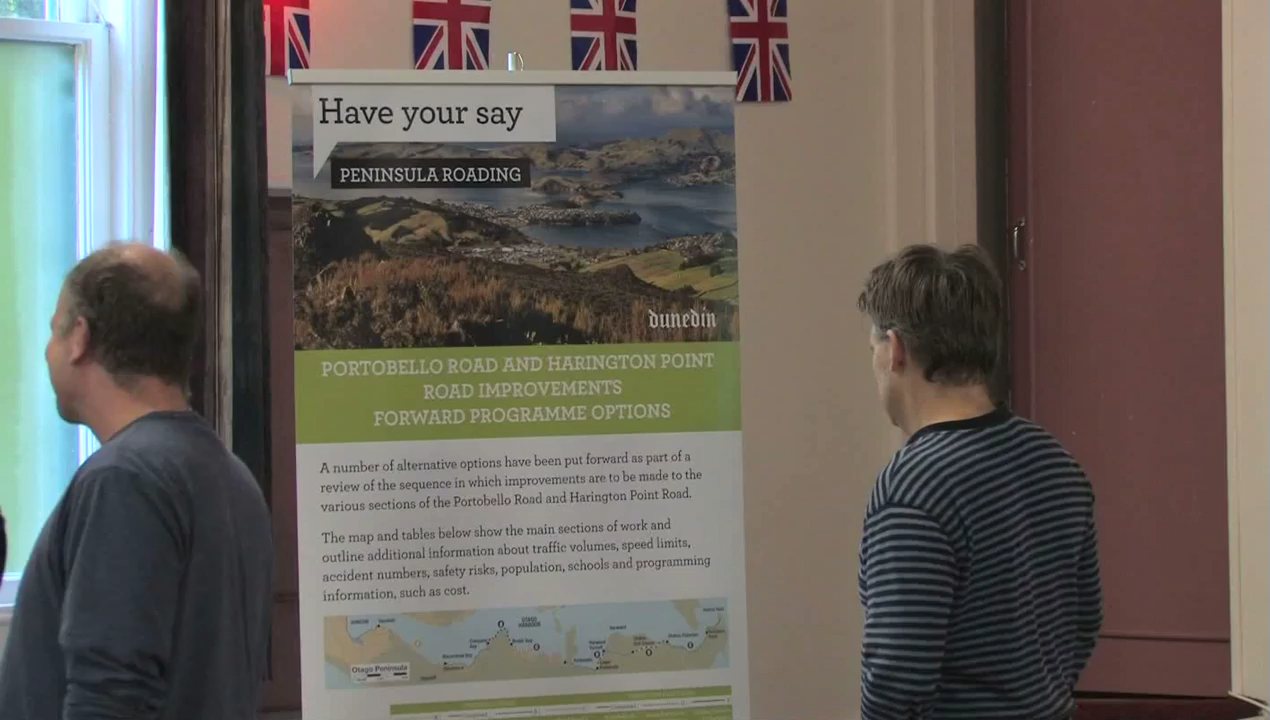 Have your say
PENINSULA ROADING
dunedin
PORTOBELLO ROAD AND HARINGTON POINT
ROAD IMPROVEMENTS
FORWARD PROGRAMME OPTIONS
A number of alternative options have been put forward as part of a
review of the sequence in which improvements are to be made to the
various sections of the Portobello Road and Harington Point Road.
The map and tables below show the main sections of work and
outline additional information about traffic volumes, speed limits,
accident numbers, safety risks, population, schools and programming
information, such as cost.
OTAGO
HARBOUR
Otago Peninsula